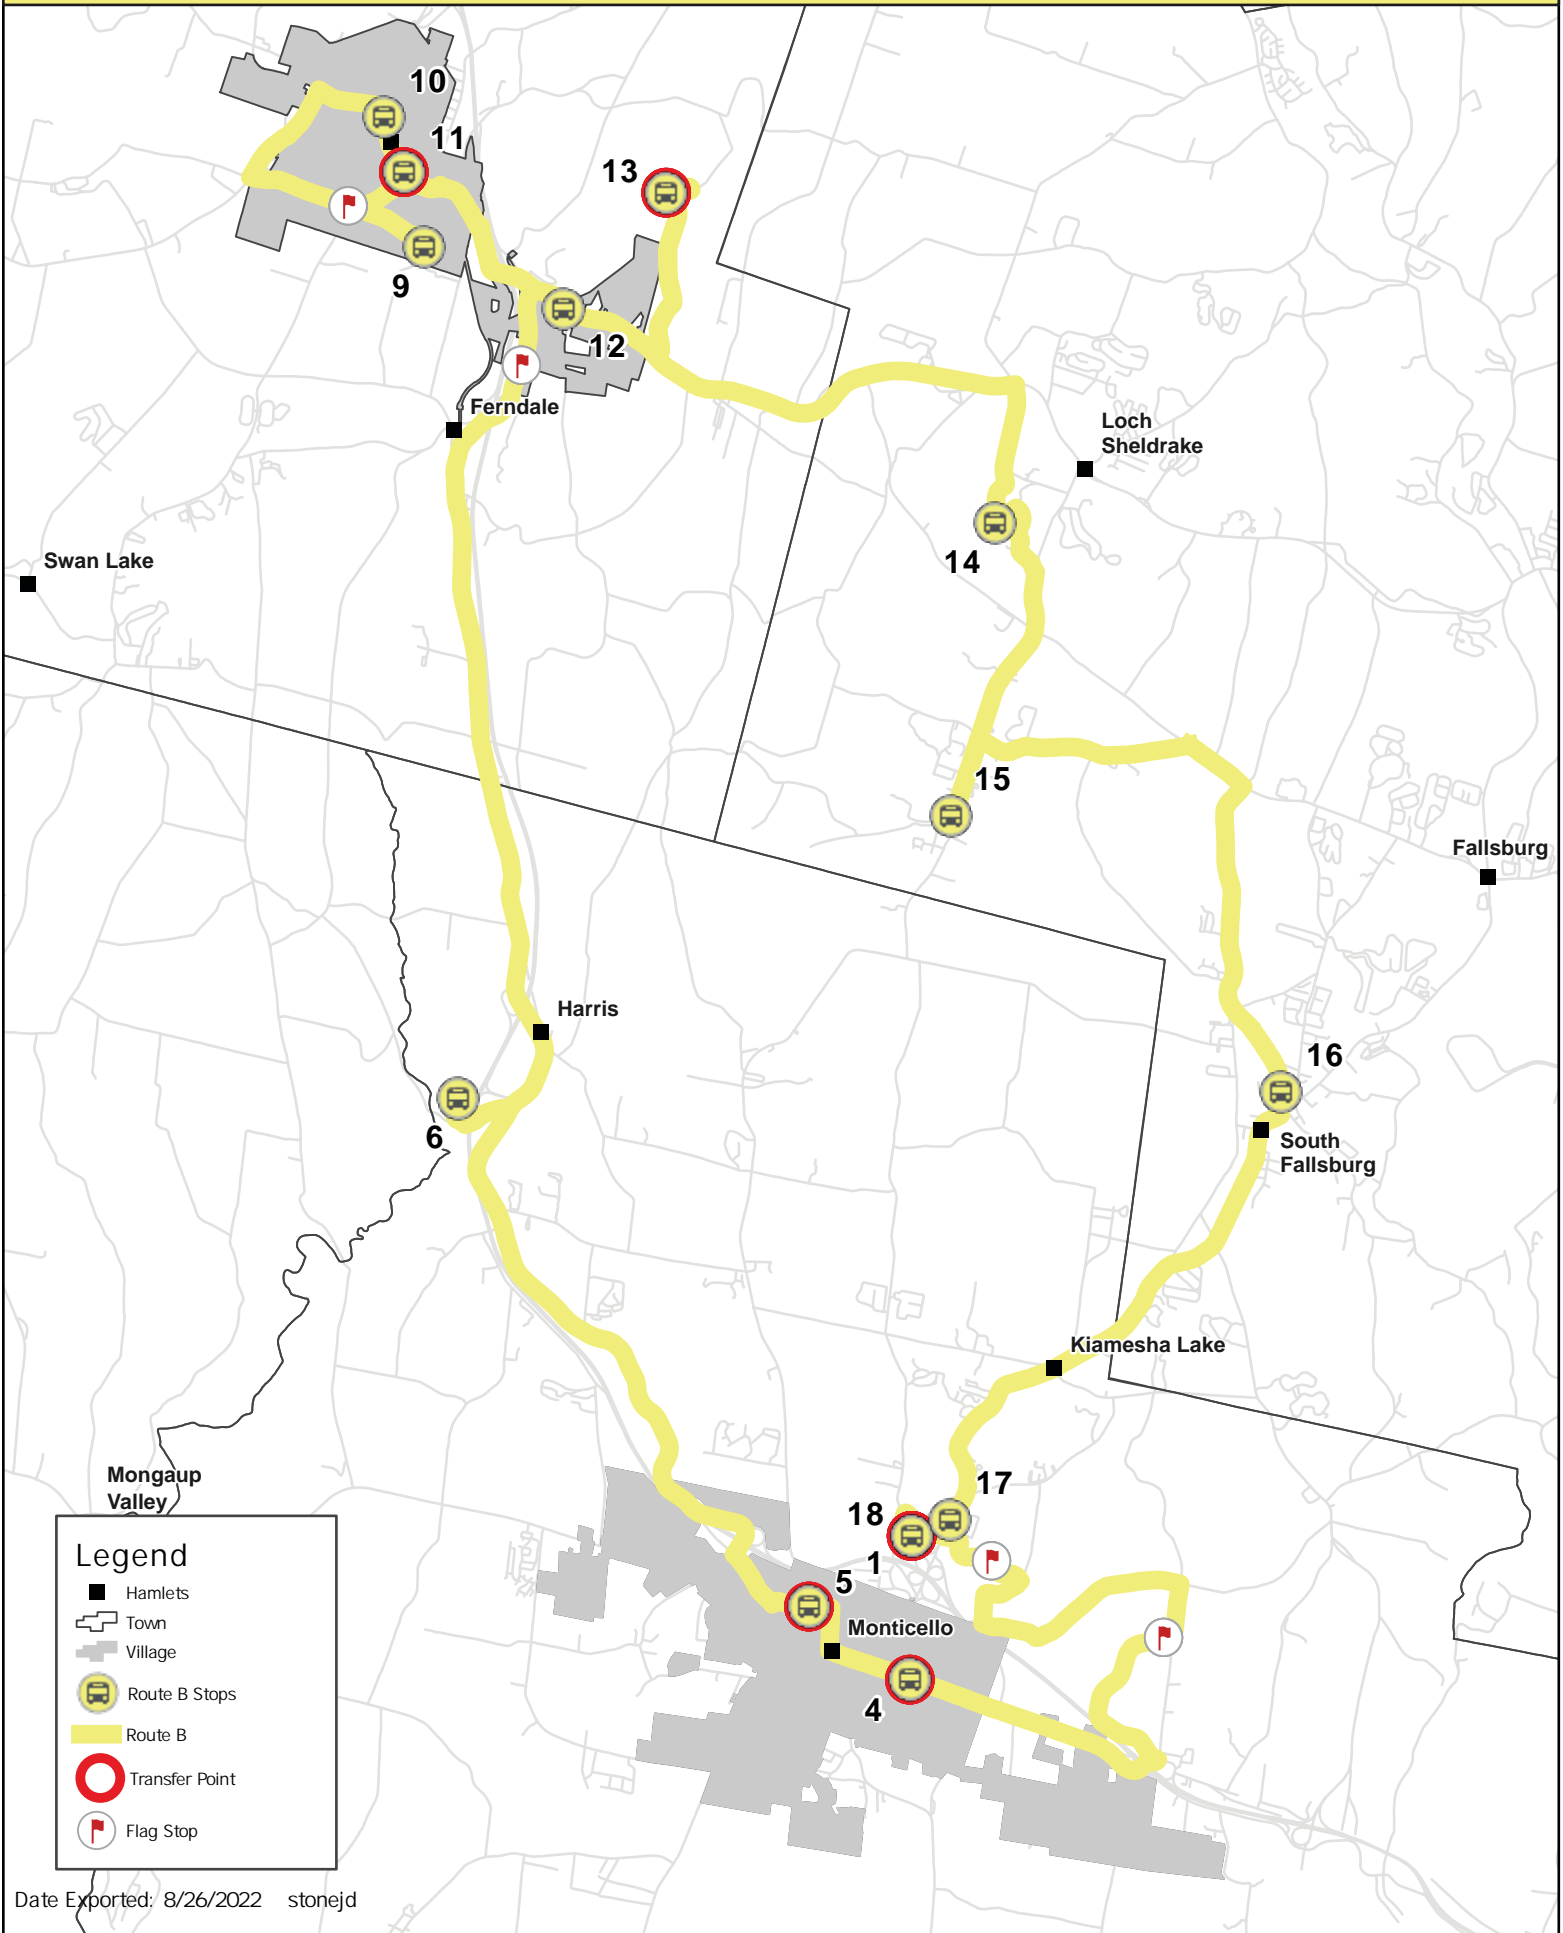 10
11
13
9
12
Ferndale
Loch
Sheldrake
14
Swan Lake
15
Fallsburg
Harris
16
6
South
Fallsburg
Kiamesha Lake
Mongaup
Valley
17
18
1
5
Monticello
4
Legend
Hamlets
Town
Village
Route B Stops
Route B
Transfer Point
Flag Stop
Date Exported: 8/26/2022 stonejd